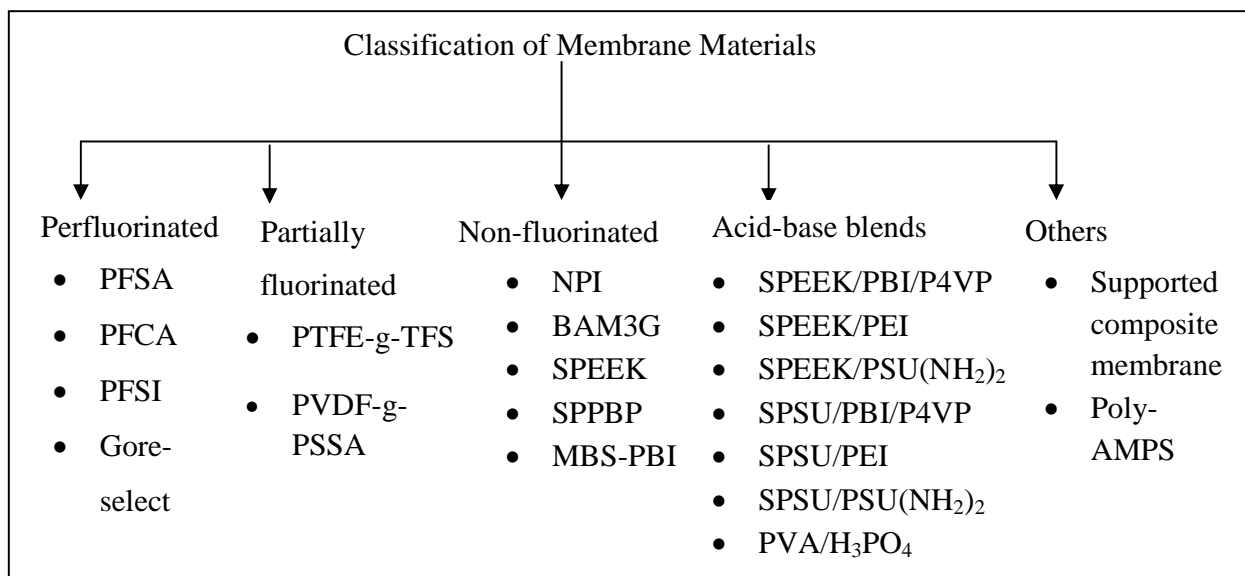 Classification of Membrane Materials
Perfluorinated
• PFSA
• PFCA
• PFSI
• Gore-
select
Partially
fluorinated
• PTFE-g-TFS
• PVDF-g-
PSSA
Non-fluorinated
• NPI
• BAM3G
• SPEEK
• SPPBP
• MBS-PBI
Acid-base blends
• SPEEK/PBI/P4VP
• SPEEK/PEI
• SPEEK/PSU(NH₂)₂
• SPSU/PBI/P4VP
• SPSU/PEI
• SPSU/PSU(NH₂)₂
• PVA/H₃PO₄
Others
• Supported
composite
membrane
• Poly-
AMPS